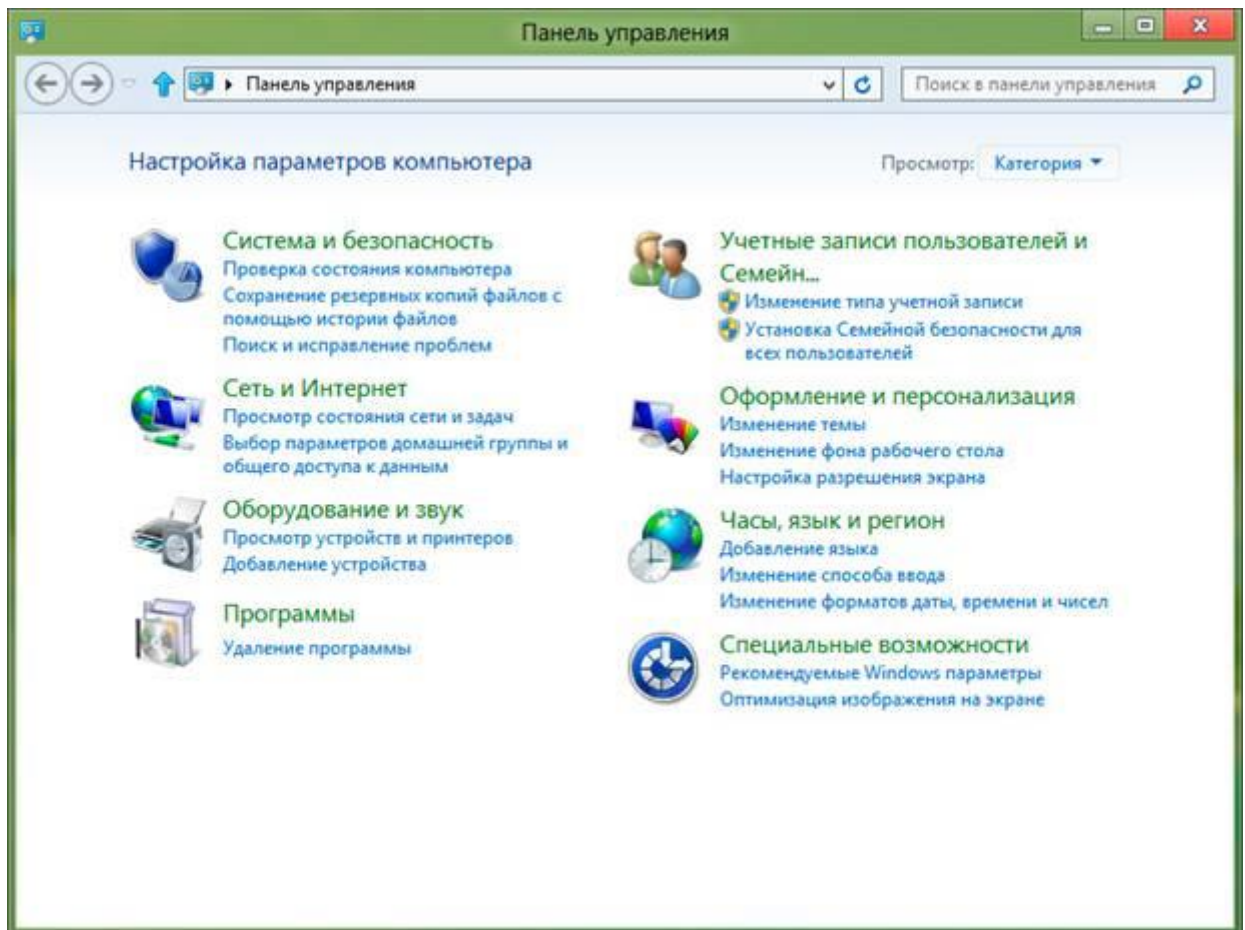 Панель управления
Панель управления
Поиск в панели управления
Настройка параметров компьютера
Просмотр: Категория
Система и безопасность
Проверка состояния компьютера
Сохранение резервных копий файлов с
помощью истории файлов
Поиск и исправление проблем
Сеть и Интернет
Просмотр состояния сети и задач
Выбор параметров домашней группы и
общего доступа к данным
Оборудование и звук
Просмотр устройств и принтеров
Добавление устройства
Программы
Удаление программы
Учетные записи пользователей и
Семейн...
Изменение типа учетной записи
Установка Семейной безопасности для
всех пользователей
Оформление и персонализация
Изменение темы
Изменение фона рабочего стола
Настройка разрешения экрана
Часы, язык и регион
Добавление языка
Изменение способа ввода
Изменение форматов даты, времени и чисел
Специальные возможности
Рекомендуемые Windows параметры
Оптимизация изображения на экране